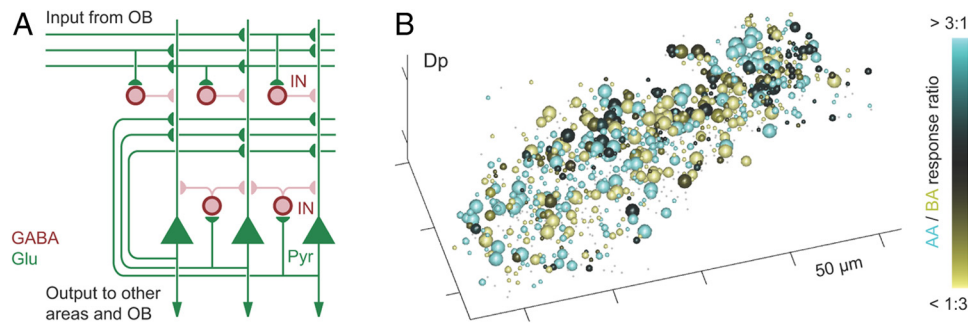 A
Input from OB
IN
IN
GABA
Glu
Pyr
Output to other
areas and OB
B
Dp
50 µm
> 3:1
AA / BA response ratio
< 1:3